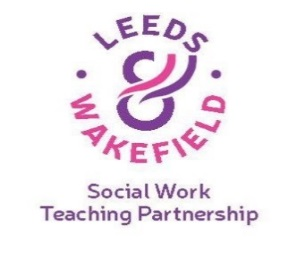 LEEDS
&
WAKEFIELD
Social Work
Teaching Partnership